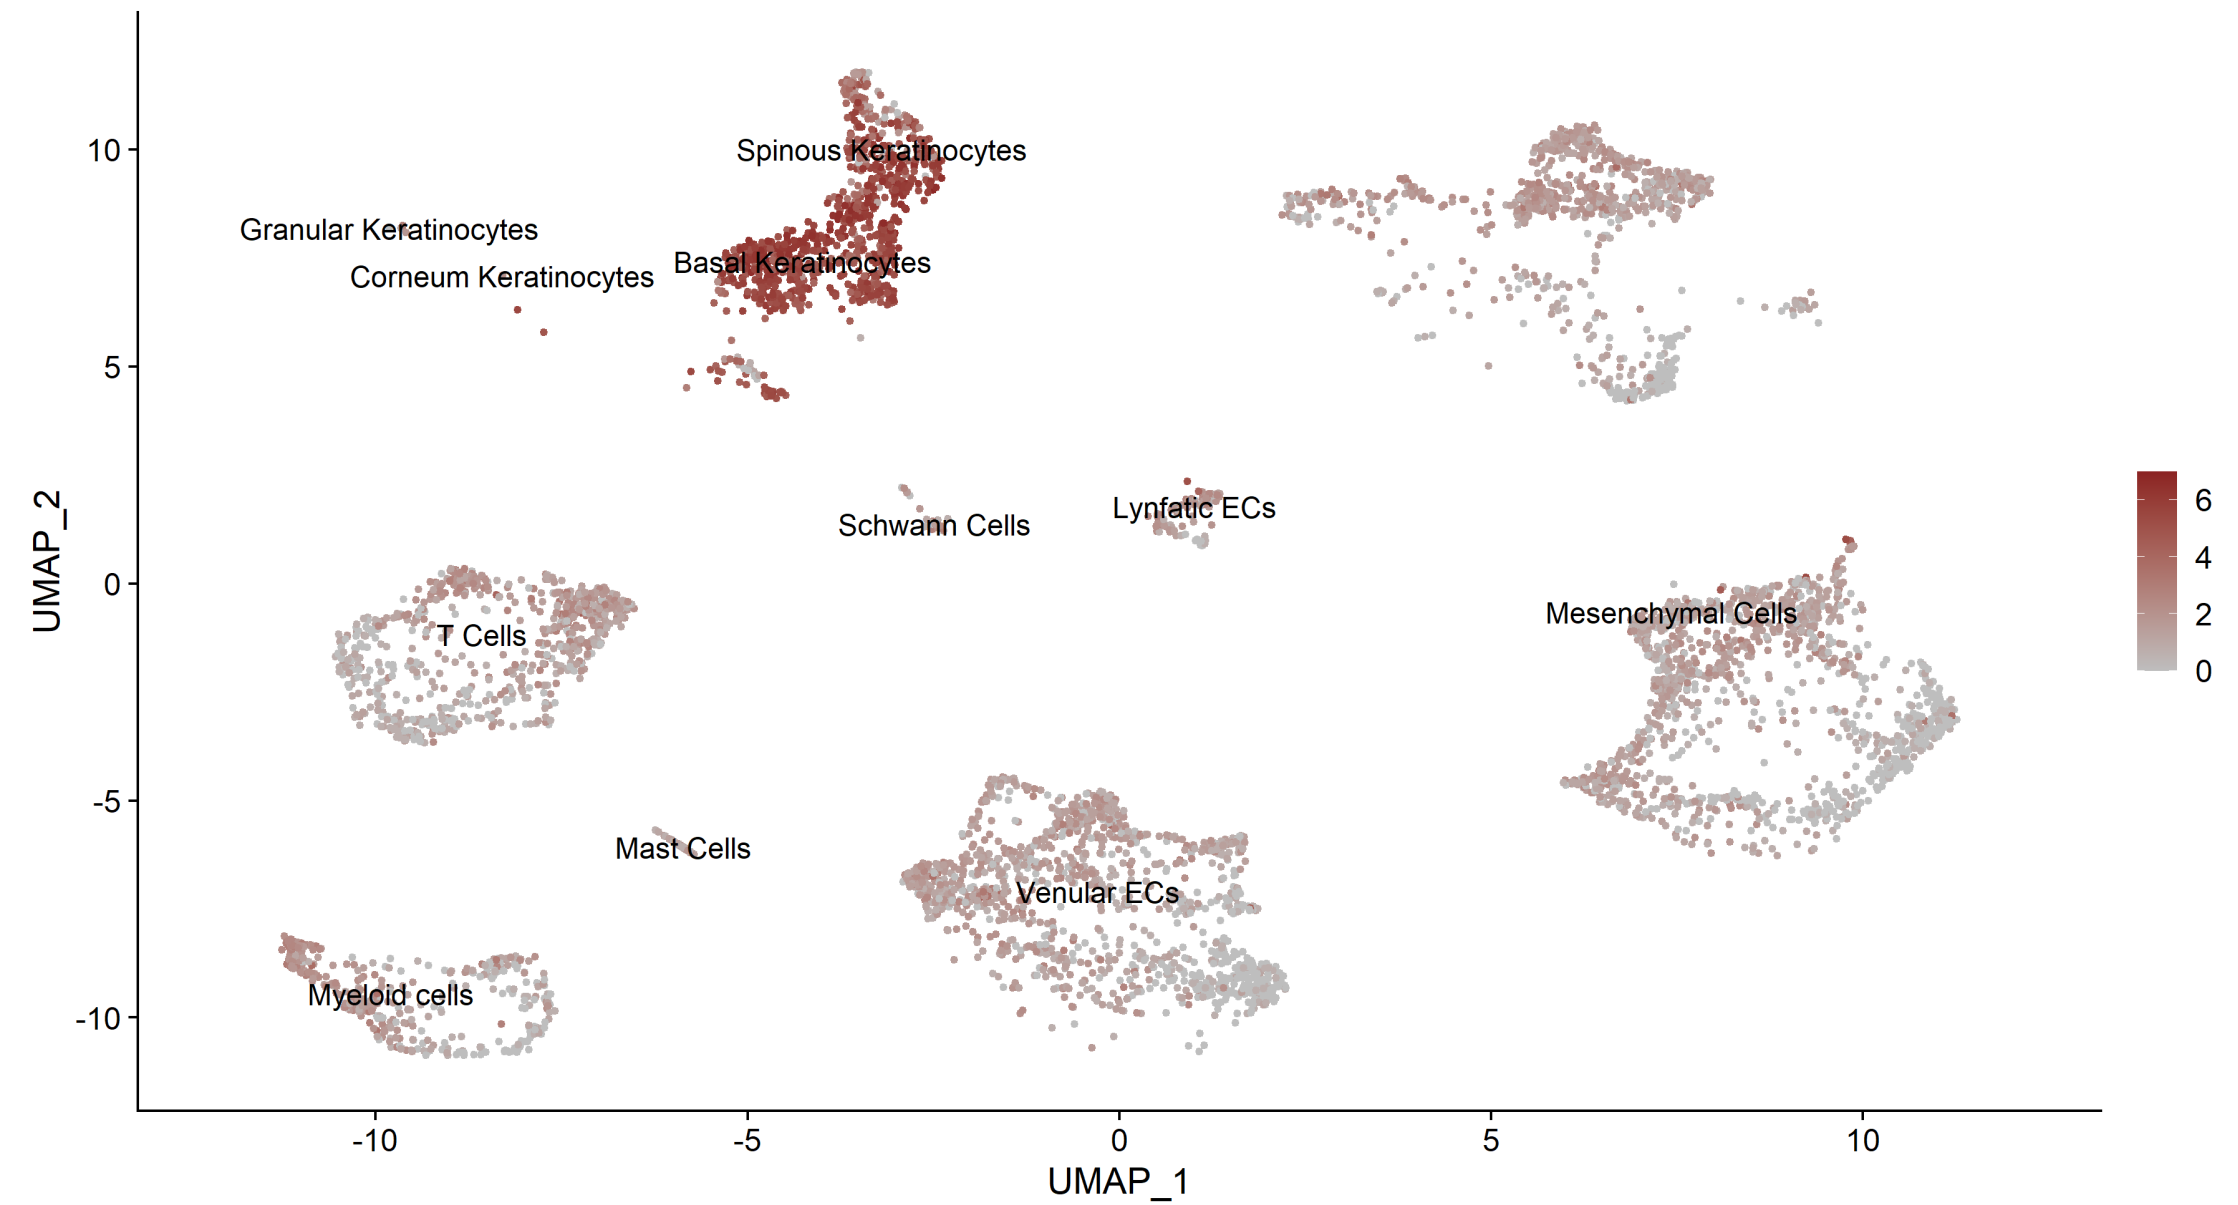 10
5
0
-5
-10
UMAP_2
Spinous Keratinocytes
Granular Keratinocytes
Basal Keratinocytes
Corneum Keratinocytes
Lynfatic ECs
Schwann Cells
Mesenchymal Cells
T Cells
Mast Cells
Venular ECs
Myeloid cells
6
4
2
0
-10
-5
0
5
10
UMAP_1